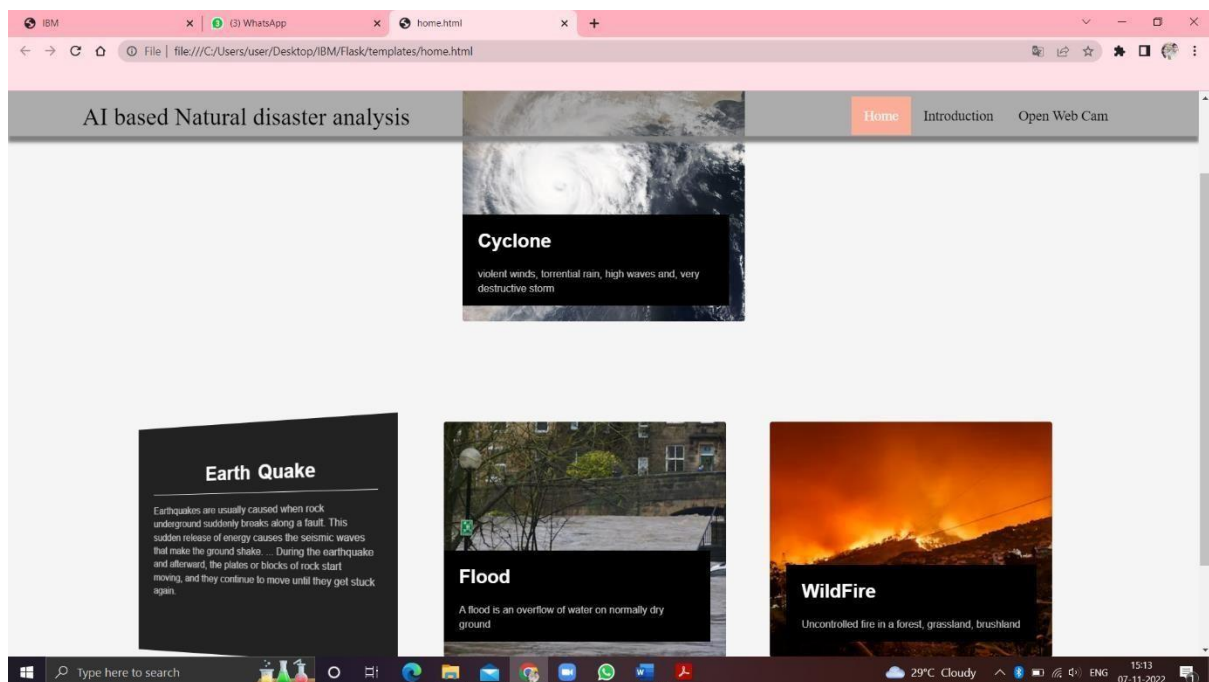 IBM
(3) WhatsApp
home.html
File | file:///C:/Users/user/Desktop/IBM/Flask/templates/home.html
AI based Natural disaster analysis
Home
Introduction
Open Web Cam
Cyclone
violent winds, torrential rain, high waves and, very
destructive storm
Earth Quake
Earthquakes are usually caused when rock
underground suddenly breaks along a fault. This
sudden release of energy causes the seismic waves
that make the ground shake. ... During the earthquake
and afterward, the plates or blocks of rock start
moving, and they continue to move until they get stuck
again.
Flood
A flood is an overflow of water on normally dry
ground
WildFire
Uncontrolled fire in a forest, grassland, brushland
Type here to search
29°C Cloudy
ENG
15:13
07-11-2022